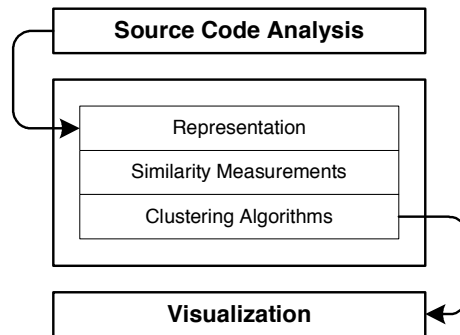 Source Code Analysis
Representation
Similarity Measurements
Clustering Algorithms
Visualization